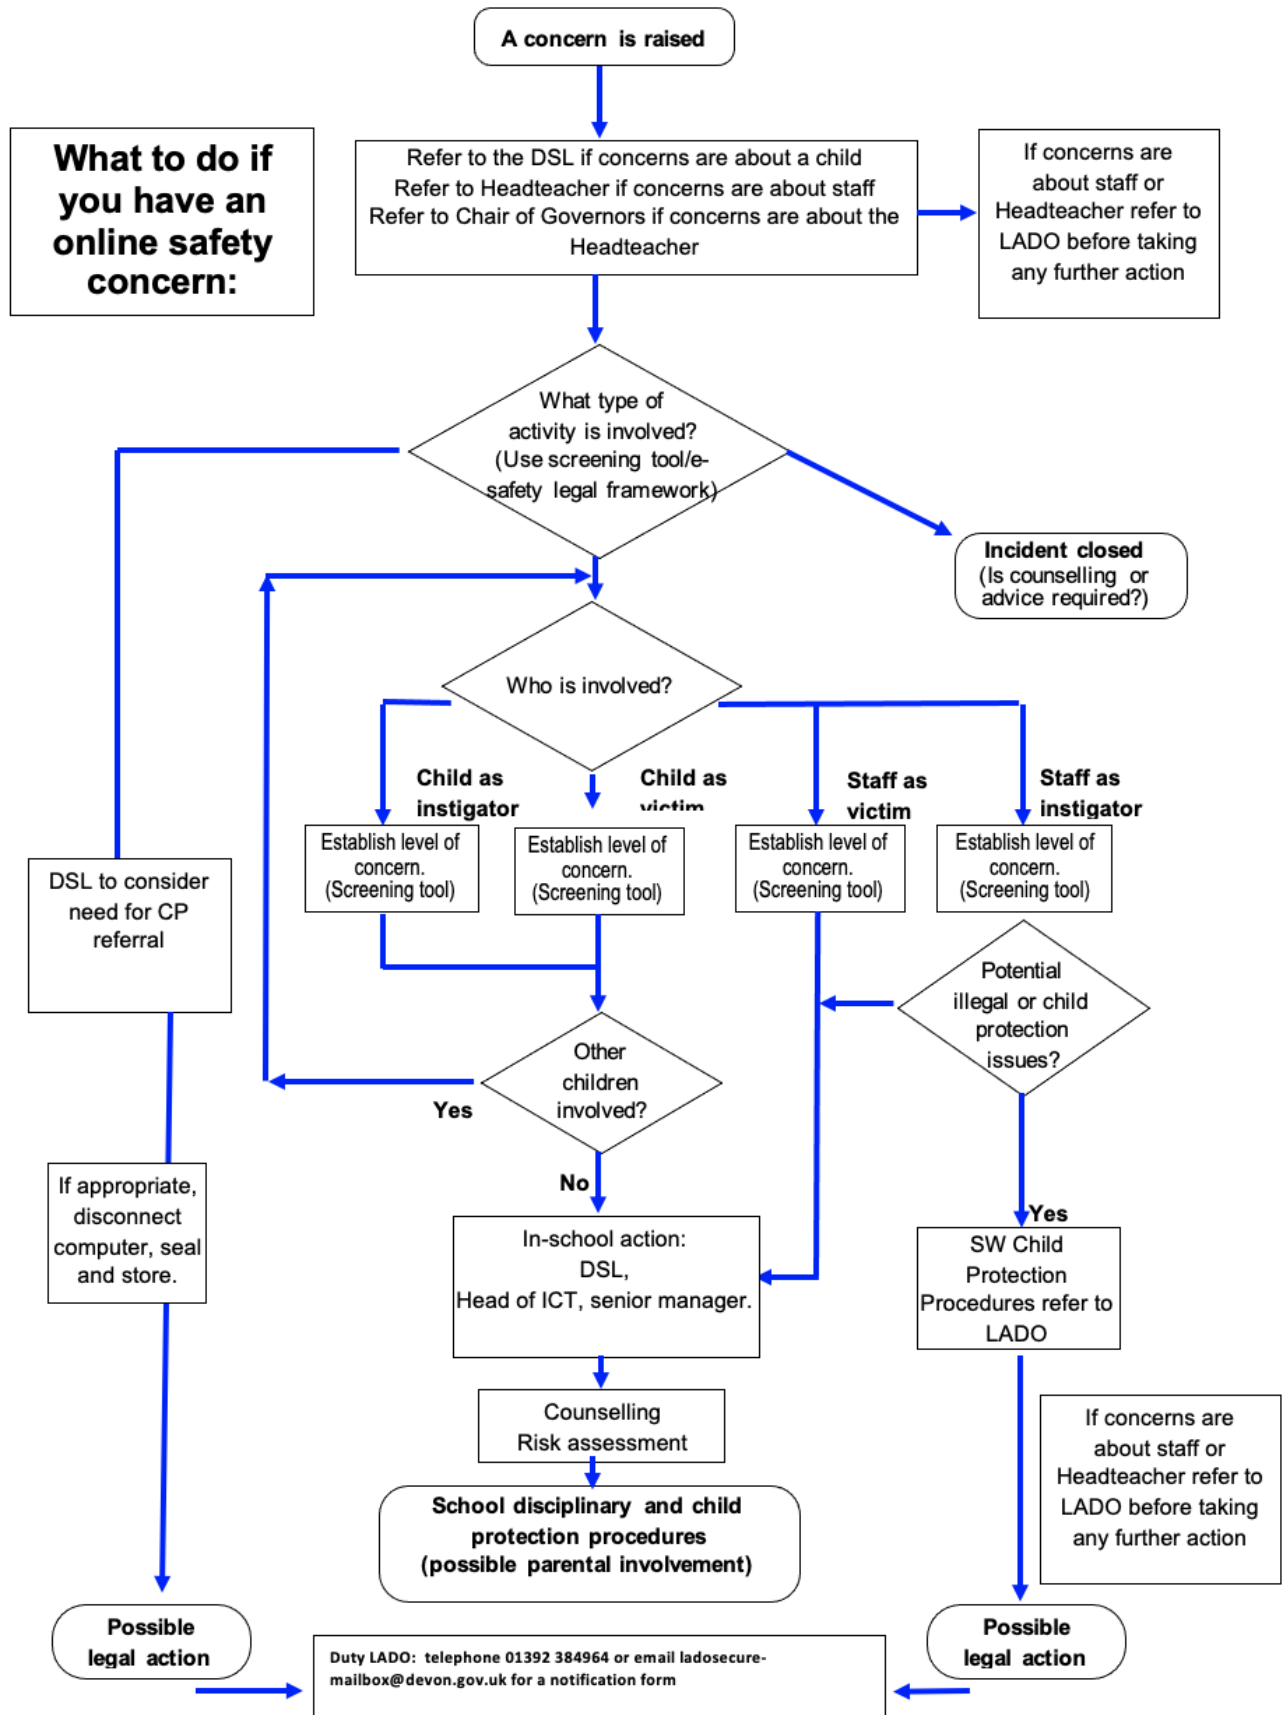 A concern is raised
What to do if
you have an
online safety
concern:
Refer to the DSL if concerns are about a child
Refer to Headteacher if concerns are about staff
Refer to Chair of Governors if concerns are about the
Headteacher
If concerns are
about staff or
Headteacher refer to
LADO before taking
any further action
What type of
activity is involved?
(Use screening tool/e-
safety legal framework)
Incident closed
(Is counselling or
advice required?)
Who is involved?
Child as
instigator
Child as
victim
Staff as
victim
Staff as
instigator
Establish level of
concern.
(Screening tool)
Establish level of
concern.
(Screening tool)
Establish level of
concern.
(Screening tool)
Establish level of
concern.
(Screening tool)
DSL to consider
need for CP
referral
Potential
illegal or child
protection
issues?
Other
children
involved?
Yes
No
If appropriate,
disconnect
computer, seal
and store.
In-school action:
DSL,
Head of ICT, senior manager.
Yes
SW Child
Protection
Procedures refer to
LADO
Counselling
Risk assessment
If concerns are
about staff or
Headteacher refer to
LADO before taking
any further action
School disciplinary and child
protection procedures
(possible parental involvement)
Possible
legal action
Possible
legal action
Duty LADO: telephone 01392 384964 or email ladosecure-
mailbox@devon.gov.uk for a notification form